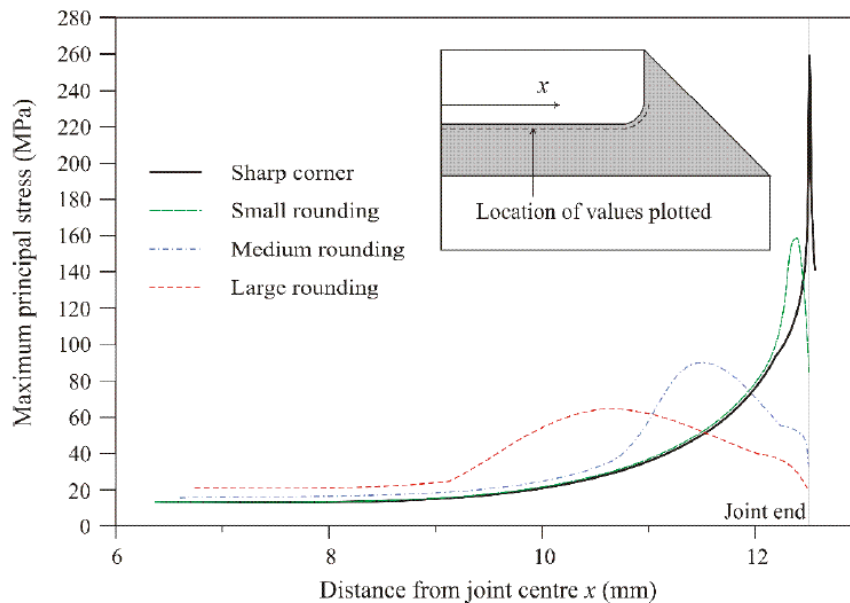 280
260
240
220
200
180
160
140
120
100
80
60
40
20
0
Maximum principal stress (MPa)
x
Sharp corner
Small rounding
Medium rounding
Large rounding
Location of values plotted
Joint end
6
8
10
12
Distance from joint centre x (mm)